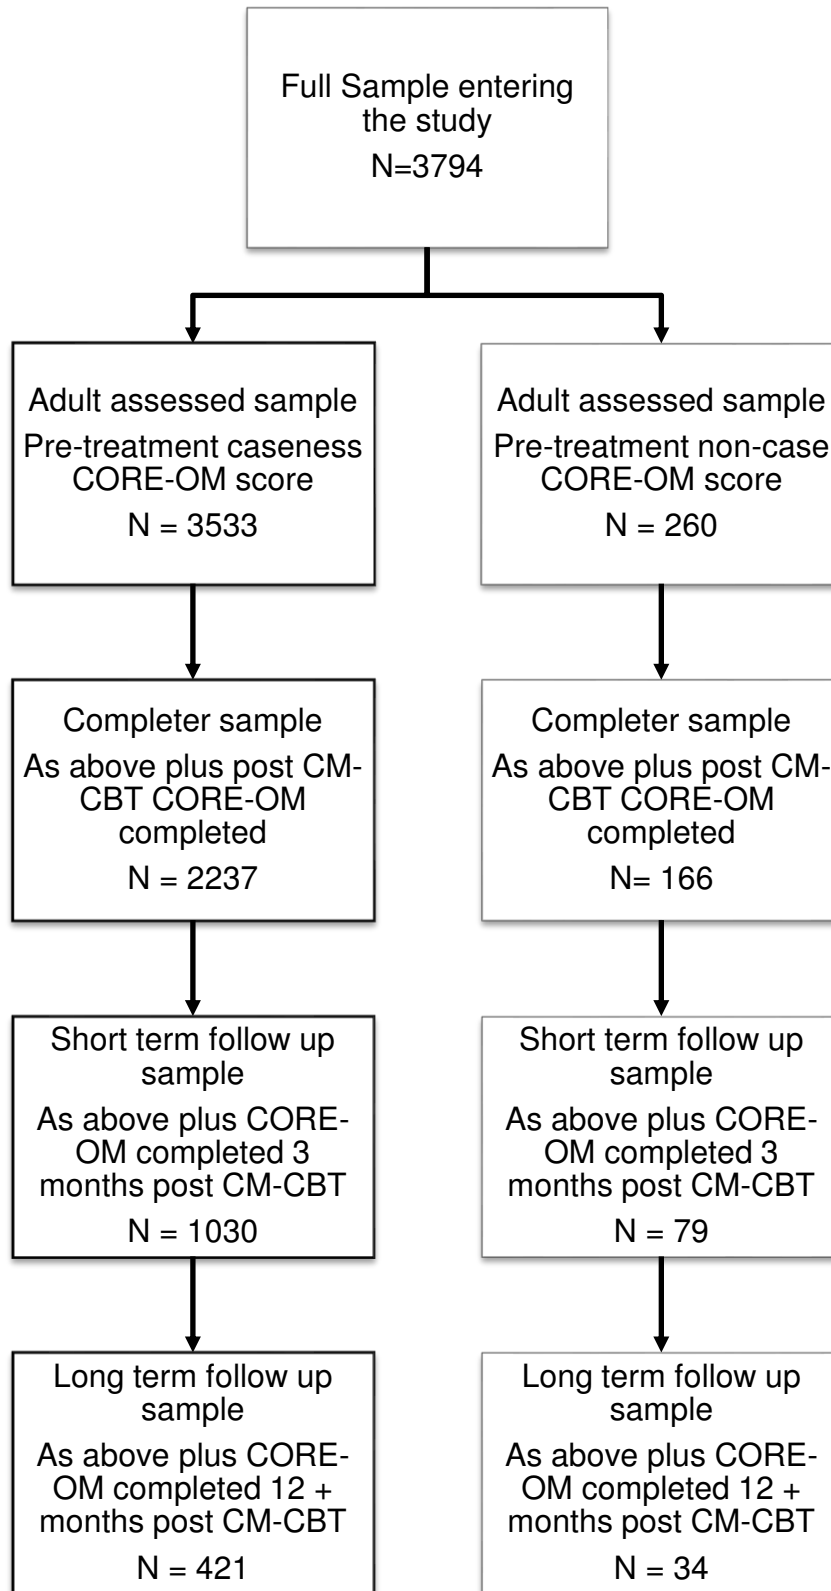 Full Sample entering
the study
N=3794
Adult assessed sample
Pre-treatment caseness
CORE-OM score
N = 3533
Adult assessed sample
Pre-treatment non-case
CORE-OM score
N = 260
Completer sample
As above plus post CM-
CBT CORE-OM
completed
N = 2237
Completer sample
As above plus post CM-
CBT CORE-OM
completed
N= 166
Short term follow up
sample
As above plus CORE-
OM completed 3
months post CM-CBT
N = 1030
Short term follow up
sample
As above plus CORE-
OM completed 3
months post CM-CBT
N = 79
Long term follow up
sample
As above plus CORE-
OM completed 12 +
months post CM-CBT
N = 421
Long term follow up
sample
As above plus CORE-
OM completed 12 +
months post CM-CBT
N = 34